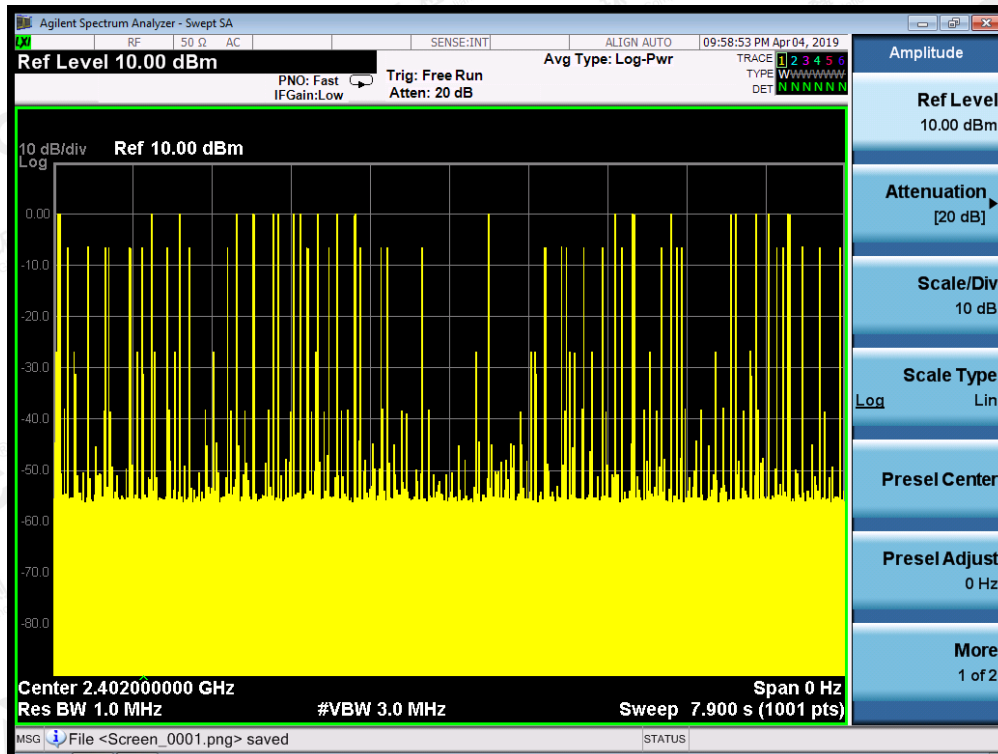 Agilent Spectrum Analyzer - Swept SA
LXI RF 50 Ω AC SENSE:INT ALIGN AUTO 09:58:53 PM Apr 04, 2019
Ref Level 10.00 dBm
PNO: Fast
IFGain:Low
Trig: Free Run
Atten: 20 dB
Avg Type: Log-Pwr
TRACE 1 2 3 4 5 6
TYPE WWWWWWW
DET N N N N N N
10 dB/div Ref 10.00 dBm
Log
0.00
-10.0
-20.0
-30.0
-40.0
-50.0
-60.0
-70.0
-80.0
Center 2.402000000 GHz Span 0 Hz
Res BW 1.0 MHz #VBW 3.0 MHz Sweep 7.900 s (1001 pts)
MSG File <Screen_0001.png> saved STATUS
Amplitude
Ref Level
10.00 dBm
Attenuation
[20 dB]
Scale/Div
10 dB
Scale Type
Log Lin
Presel Center
Presel Adjust
0 Hz
More
1 of 2